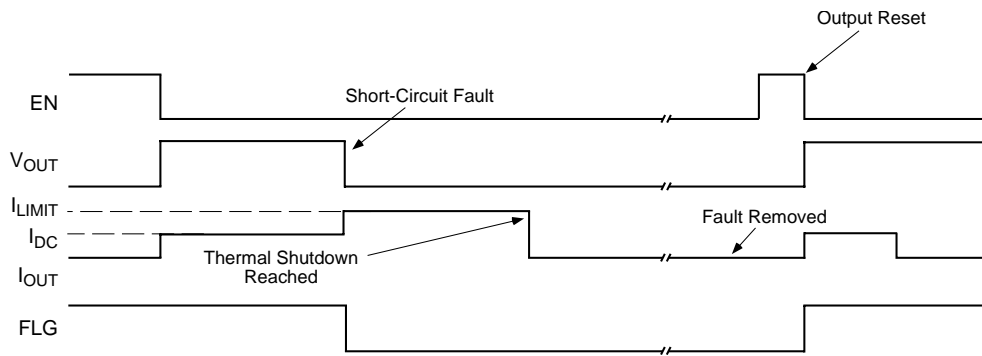 Output Reset
EN
Short-Circuit Fault
VOUT
ILIMIT
IDC
Fault Removed
Thermal Shutdown
Reached
IOUT
FLG